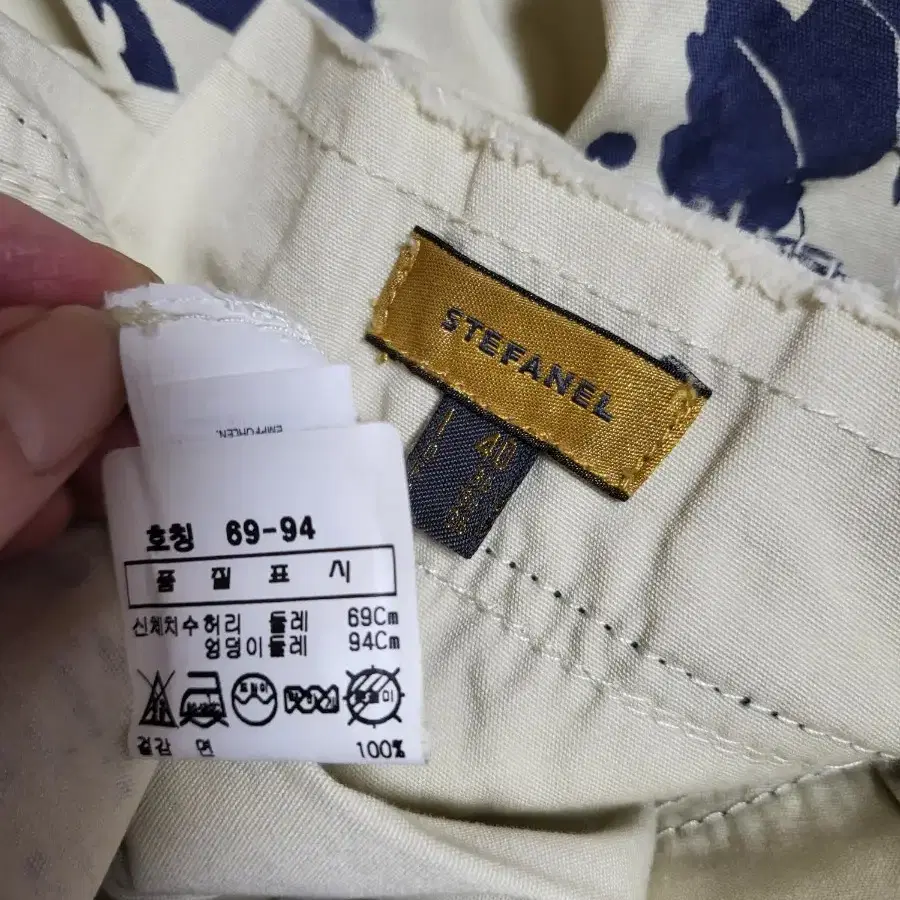 STEFANEL
I 40
EMPFOHLEN.
호칭 69-94
품 질 표 시
신체치수허리 둘레 69Cm
엉덩이둘레 94Cm
겉감 면 100%